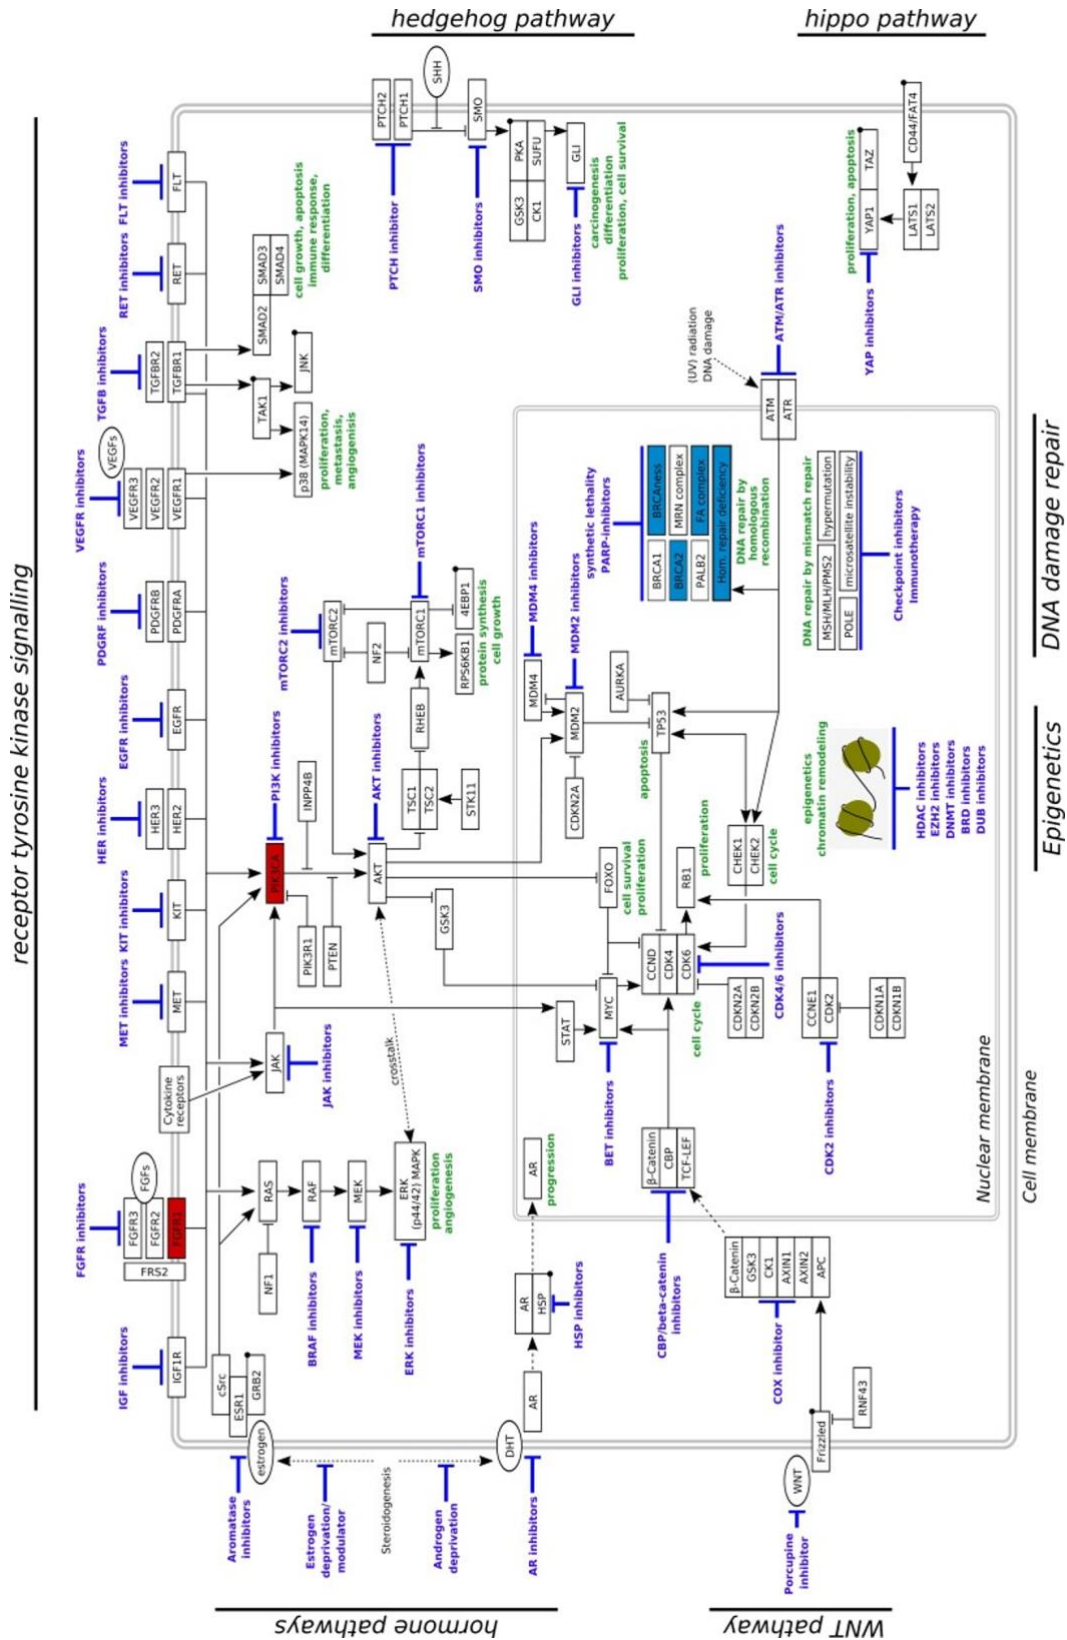 receptor tyrosine kinase signalling
IGF inhibitors
FGFR inhibitors
MET inhibitors
KIT inhibitors
HER inhibitors
EGFR inhibitors
PDGRF inhibitors
VEGFR inhibitors
TGFB inhibitors
RET inhibitors
FLT inhibitors
IGF1R
FRS2
FGFR3
FGFR2
FGFR1
FGFs
Cytokine
receptors
MET
KIT
HER3
HER2
EGFR
PDGFRB
PDGFRA
VEGFR3
VEGFR2
VEGFR1
VEGFs
TGFBR2
TGFBR1
RET
FLT
cSrc
ESR1
GRB2
NF1
RAS
RAF
MEK
ERK
(p44/42) MAPK
proliferation
angiogenesis
BRAF inhibitors
MEK inhibitors
ERK inhibitors
JAK
JAK inhibitors
crosstalk
PIK3CA
PI3K inhibitors
PIK3R1
PTEN
INPP4B
AKT
AKT inhibitors
GSK3
TSC1
TSC2
STK11
RHEB
mTORC2 inhibitors
mTORC2
NF2
mTORC1
mTORC1 inhibitors
RPS6KB1
4EBP1
protein synthesis
cell growth
TAK1
p38 (MAPK14)
JNK
proliferation,
metastasis,
angiogenisis
SMAD2
SMAD3
SMAD4
cell growth, apoptosis
immune response,
differentiation
hedgehog pathway
PTCH2
PTCH1
SHH
SMO
PTCH inhibitor
SMO inhibitors
GSK3
PKA
CK1
SUFU
GLI
GLI inhibitors
carcinogenesis
differentiation
proliferation, cell survival
hippo pathway
proliferation, apoptosis
YAP1
TAZ
CD44/FAT4
LATS1
LATS2
YAP inhibitors
hormone pathways
Aromatase
inhibitors
estrogen
Estrogen
deprivation/
modulator
Steroidogenesis
Androgen
deprivation
DHT
AR inhibitors
AR
AR
HSP
HSP inhibitors
AR
progression
WNT pathway
Porcupine
inhibitor
WNT
Frizzled
RNF43
COX inhibitor
β-Catenin
GSK3
CK1
AXIN1
AXIN2
APC
CBP/beta-catenin
inhibitors
β-Catenin
CBP
TCF-LEF
STAT
MYC
BET inhibitors
FOXO
cell survival
proliferation
CCND
CDK4
CDK6
cell cycle
CDKN2A
CDKN2B
CDK4/6 inhibitors
RB1
proliferation
CCNE1
CDK2
CDK2 inhibitors
CDKN1A
CDKN1B
CHEK1
CHEK2
cell cycle
CDKN2A
MDM4
MDM4 inhibitors
MDM2
MDM2 inhibitors
AURKA
TP53
apoptosis
synthetic lethality
PARP-inhibitors
BRCA1
BRCAness
BRCA2
MRN complex
PALB2
FA complex
Hom. repair deficiency
DNA repair by
homologous
recombination
(UV) radiation
DNA damage
ATM
ATR
ATM/ATR inhibitors
DNA repair by mismatch repair
MSH/MLH/PMS2
hypermutation
POLE
microsatellite instability
Checkpoint inhibitors
Immunotherapy
epigenetics
chromatin remodeling
HDAC inhibitors
EZH2 inhibitors
DNMT inhibitors
BRD inhibitors
DUB inhibitors
Nuclear membrane
Cell membrane
Epigenetics
DNA damage repair